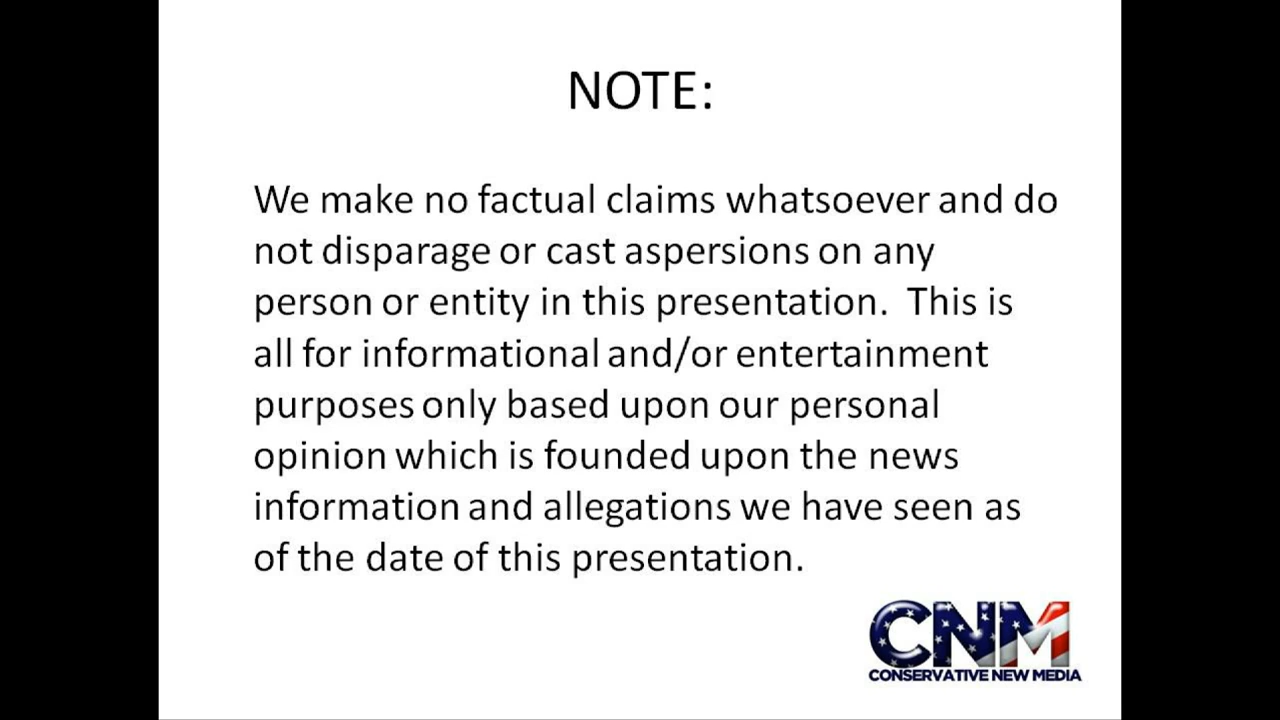 NOTE:
We make no factual claims whatsoever and do
not disparage or cast aspersions on any
person or entity in this presentation.  This is
all for informational and/or entertainment
purposes only based upon our personal
opinion which is founded upon the news
information and allegations we have seen as
of the date of this presentation.
CNM
CONSERVATIVE NEW MEDIA